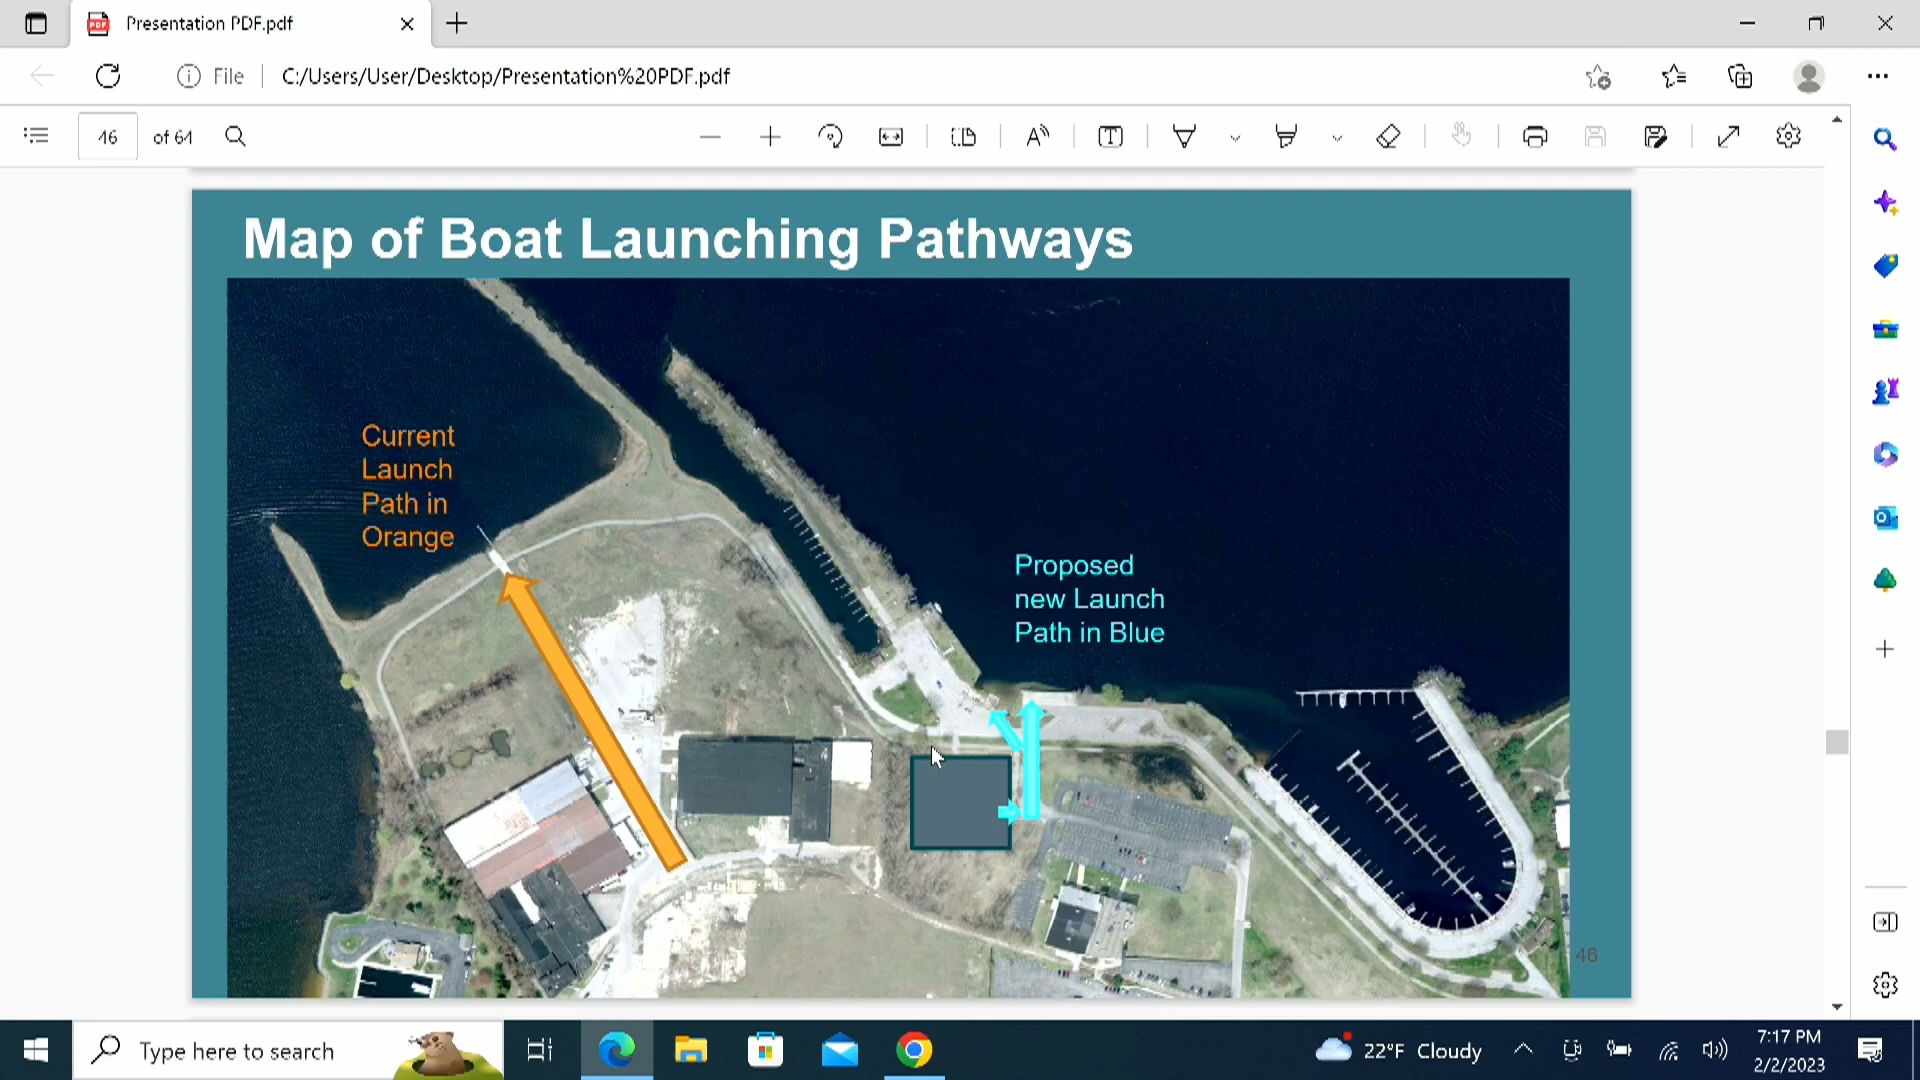 Presentation PDF.pdf
File
C:/Users/User/Desktop/Presentation%20PDF.pdf
46
of 64
Map of Boat Launching Pathways
Current
Launch
Path in
Orange
Proposed
new Launch
Path in Blue
46
Type here to search
22°F Cloudy
7:17 PM
2/2/2023